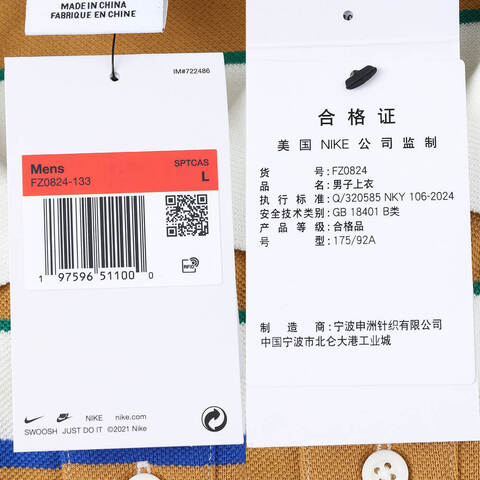 MADE IN CHINA
FABRIQUE EN CHINE
IM#722486
Mens
SPTCAS
FZ0824-133
L
1 97596 51100 0
RFID
NIKE
nike.com
SWOOSH JUST DO IT ©2021 Nike
合格证
美国 NIKE 公司监制
货号:FZ0824
品名:男子上衣
执行标准:Q/320585 NKY 106-2024
安全技术类别:GB 18401 B类
产品等级:合格品
号型:175/92A
制造商:宁波申洲针织有限公司
中国宁波市北仑大港工业城